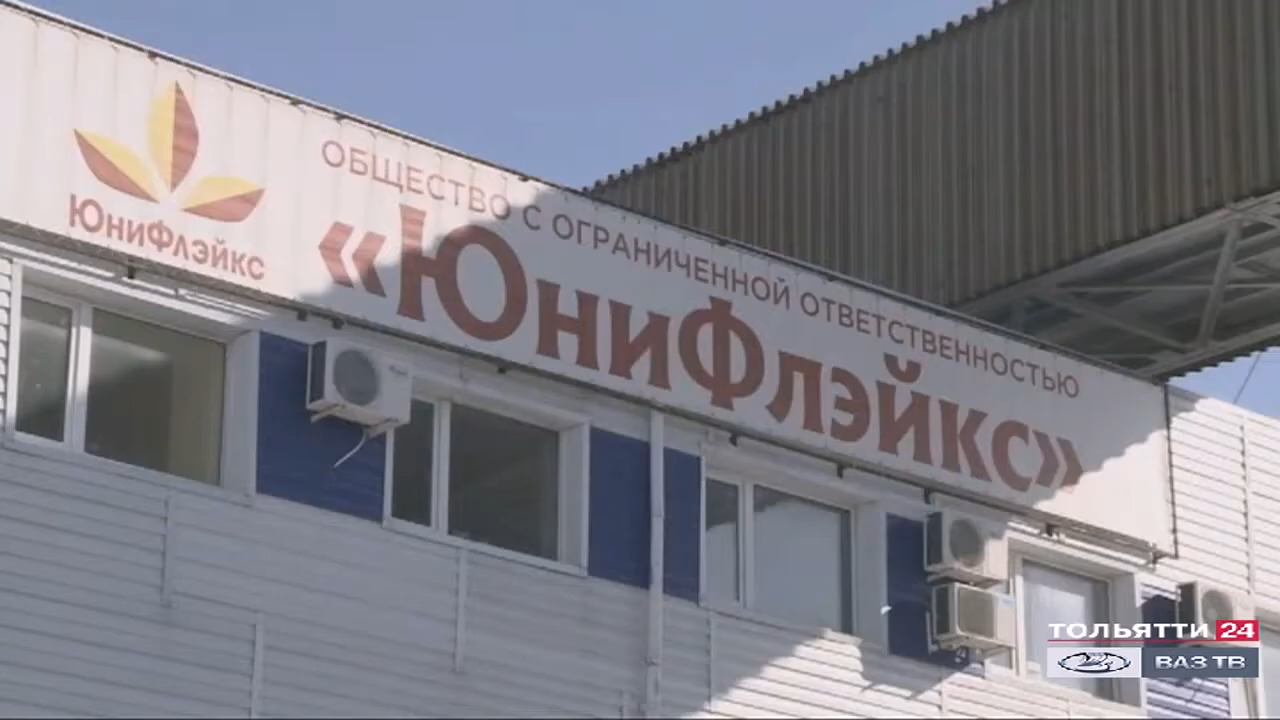 ЮниФлэйкс
ОБЩЕСТВО С ОГРАНИЧЕННОЙ ОТВЕТСТВЕННОСТЬЮ
«ЮниФлэйкс»
ТОЛЬЯТТИ 24
ВАЗ ТВ